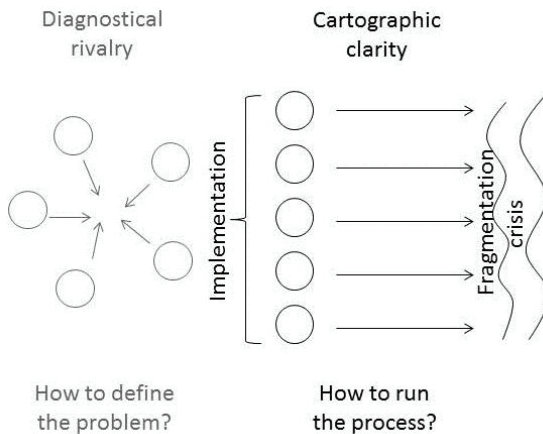 Diagnostical
rivalry
Cartographic
clarity
Implementation
Fragmentation
crisis
How to define
the problem?
How to run
the process?